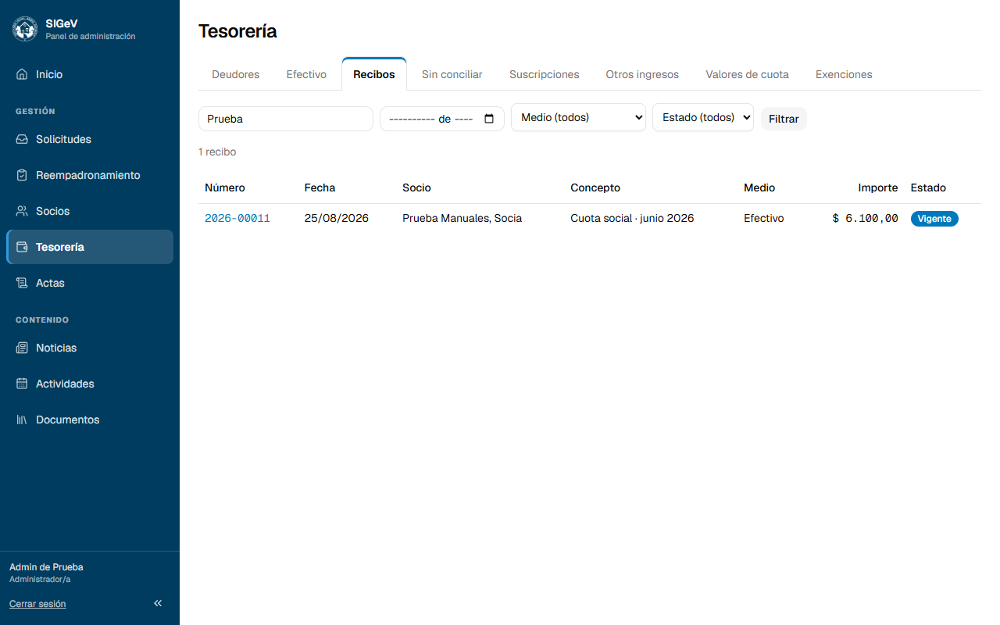 SIGeV
Panel de administración
Inicio
GESTIÓN
Solicitudes
Reempadronamiento
Socios
Tesorería
Actas
CONTENIDO
Noticias
Actividades
Documentos
Admin de Prueba
Administrador/a
Cerrar sesión
Tesorería
Deudores Efectivo Recibos Sin conciliar Suscripciones Otros ingresos Valores de cuota Exenciones
Prueba ---------- de ---- Medio (todos) Estado (todos) Filtrar
1 recibo
Número Fecha Socio Concepto Medio Importe Estado
2026-00011 25/08/2026 Prueba Manuales, Socia Cuota social · junio 2026 Efectivo $ 6.100,00 Vigente